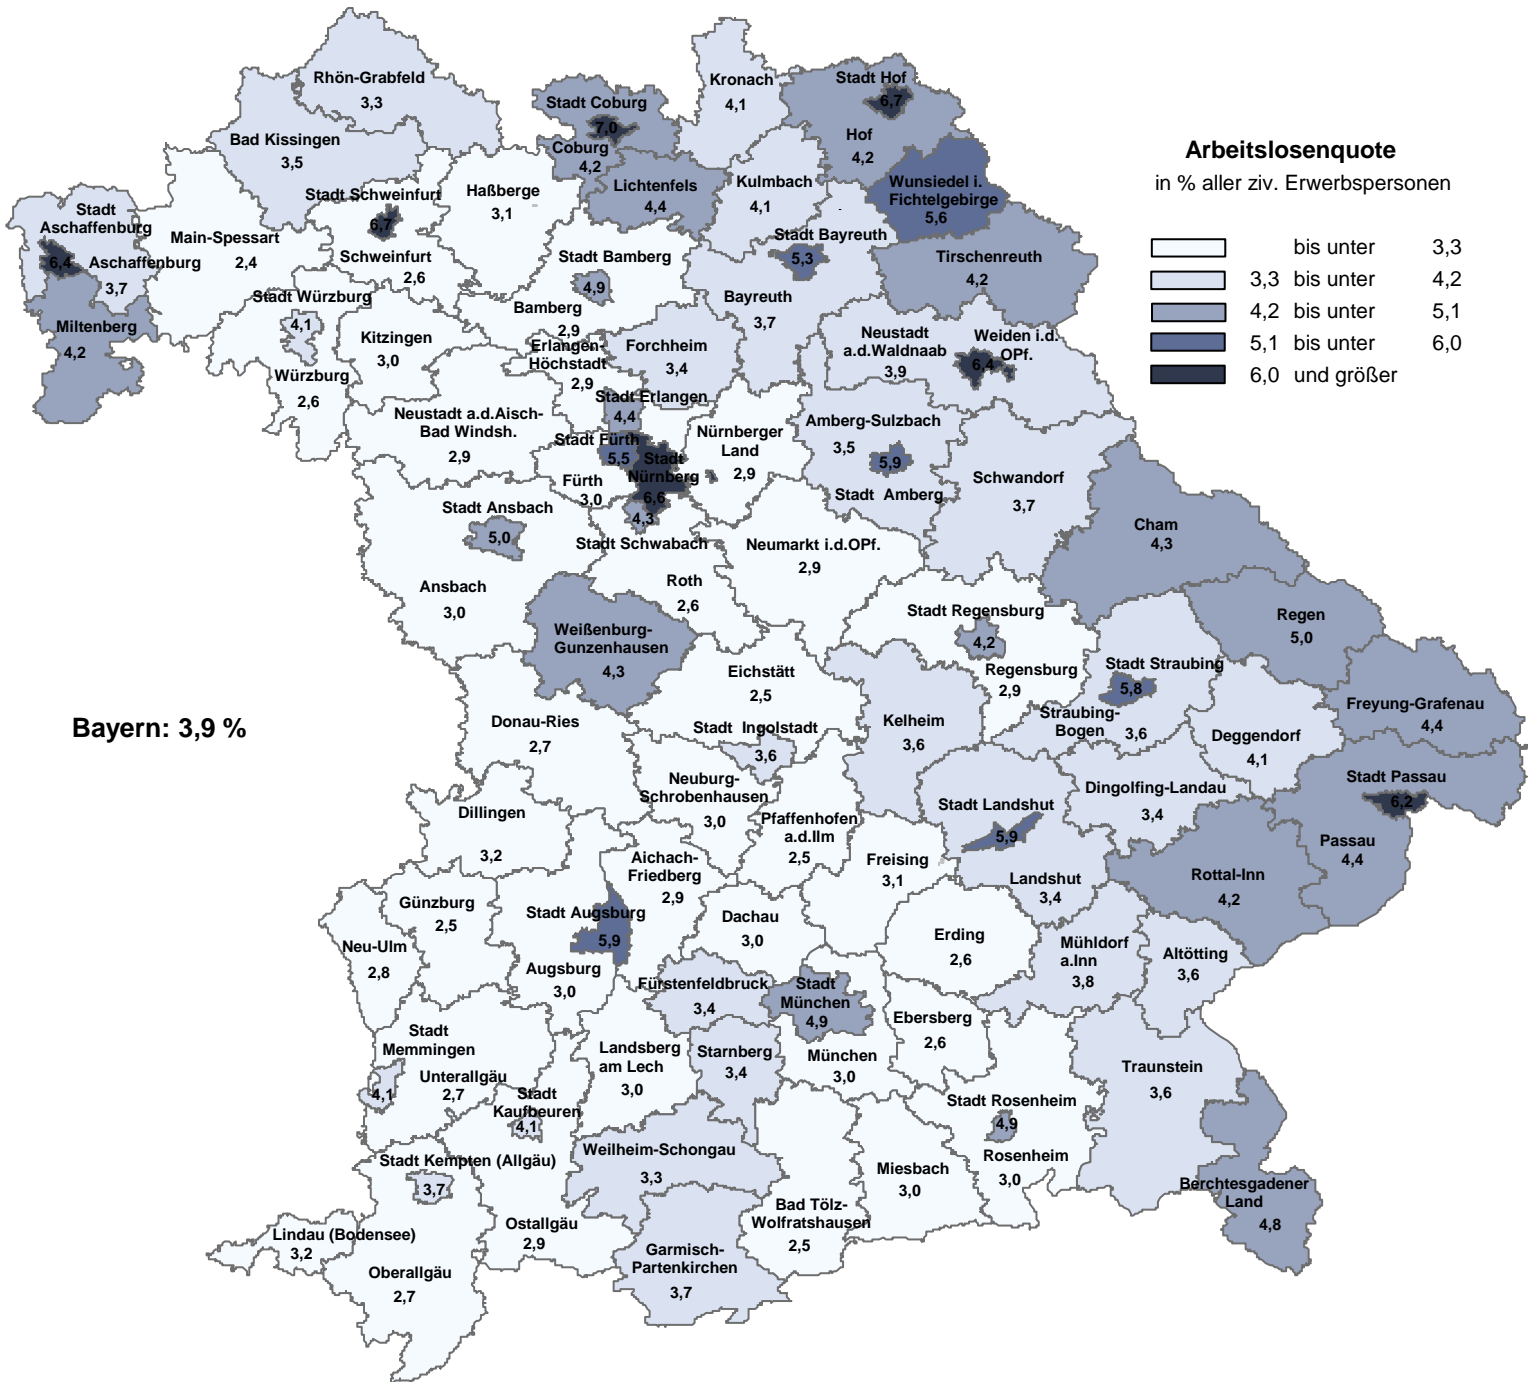 Arbeitslosenquote
in % aller ziv. Erwerbspersonen
bis unter 3,3
3,3 bis unter 4,2
4,2 bis unter 5,1
5,1 bis unter 6,0
6,0 und größer
Bayern: 3,9 %
Rhön-Grabfeld
3,3
Bad Kissingen
3,5
Stadt Coburg
7,0
Coburg
4,2
Kronach
4,1
Stadt Hof
6,7
Hof
4,2
Wunsiedel i.
Fichtelgebirge
5,6
Lichtenfels
4,4
Kulmbach
4,1
Haßberge
3,1
Stadt Schweinfurt
6,7
Schweinfurt
2,6
Stadt
Aschaffenburg
6,4
Aschaffenburg
3,7
Main-Spessart
2,4
Miltenberg
4,2
Stadt Würzburg
4,1
Würzburg
2,6
Kitzingen
3,0
Stadt Bamberg
4,9
Bamberg
2,9
Stadt Bayreuth
5,3
Bayreuth
3,7
Tirschenreuth
4,2
Erlangen-
Höchstadt
2,9
Forchheim
3,4
Neustadt
a.d.Waldnaab
3,9
Weiden i.d.
OPf.
6,4
Stadt Erlangen
4,4
Neustadt a.d.Aisch-
Bad Windsh.
2,9
Stadt Fürth
5,5
Fürth
3,0
Stadt
Nürnberg
6,6
Nürnberger
Land
2,9
Amberg-Sulzbach
3,5
5,9
Stadt Amberg
Schwandorf
3,7
Cham
4,3
Stadt Ansbach
5,0
Ansbach
3,0
4,3
Stadt Schwabach
Roth
2,6
Neumarkt i.d.OPf.
2,9
Weißenburg-
Gunzenhausen
4,3
Stadt Regensburg
4,2
Regensburg
2,9
Regen
5,0
Stadt Straubing
5,8
Straubing-
Bogen
3,6
Freyung-Grafenau
4,4
Deggendorf
4,1
Eichstätt
2,5
Stadt Ingolstadt
3,6
Kelheim
3,6
Donau-Ries
2,7
Neuburg-
Schrobenhausen
3,0
Pfaffenhofen
a.d.Ilm
2,5
Dillingen
3,2
Dingolfing-Landau
3,4
Stadt Passau
6,2
Passau
4,4
Stadt Landshut
5,9
Landshut
3,4
Rottal-Inn
4,2
Freising
3,1
Aichach-
Friedberg
2,9
Günzburg
2,5
Stadt Augsburg
5,9
Augsburg
3,0
Dachau
3,0
Erding
2,6
Mühldorf
a.Inn
3,8
Altötting
3,6
Neu-Ulm
2,8
Fürstenfeldbruck
3,4
Stadt
München
4,9
München
3,0
Ebersberg
2,6
Stadt
Memmingen
4,1
Unterallgäu
2,7
Landsberg
am Lech
3,0
Starnberg
3,4
Traunstein
3,6
Stadt
Kaufbeuren
4,1
Stadt Rosenheim
4,9
Rosenheim
3,0
Stadt Kempten (Allgäu)
3,7
Weilheim-Schongau
3,3
Miesbach
3,0
Berchtesgadener
Land
4,8
Bad Tölz-
Wolfratshausen
2,5
Lindau (Bodensee)
3,2
Ostallgäu
2,9
Oberallgäu
2,7
Garmisch-
Partenkirchen
3,7